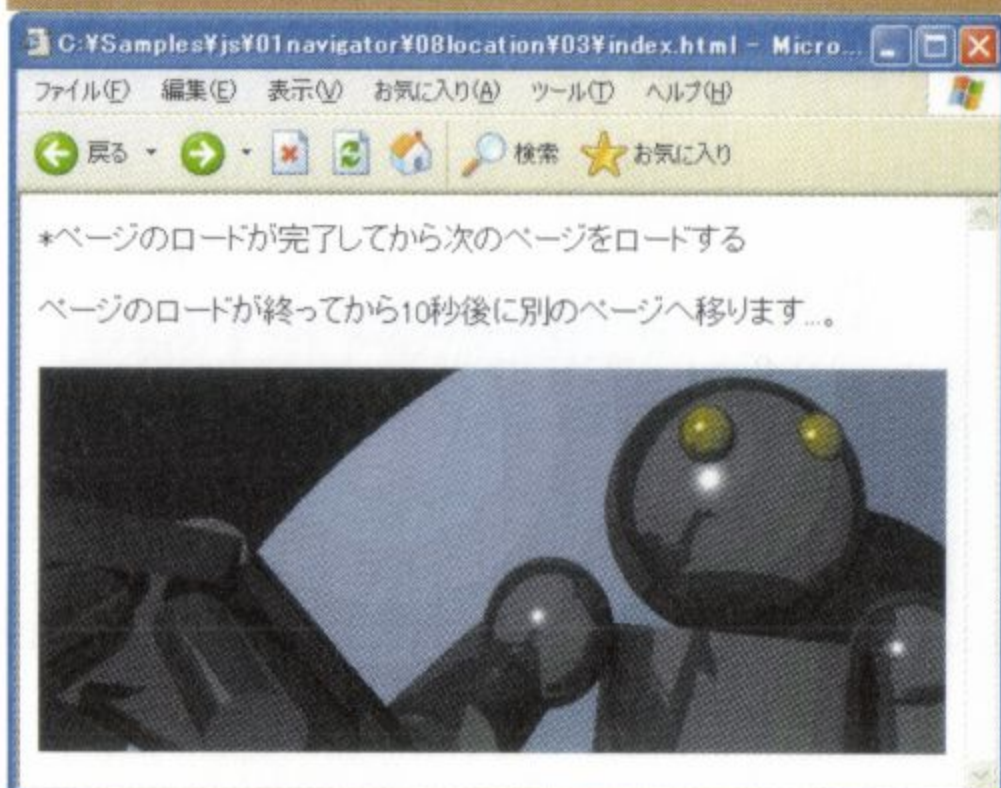 C:¥Samples¥js¥01navigator¥08location¥03¥index.html - Micro...
ファイル(F) 編集(E) 表示(V) お気に入り(A) ツール(T) ヘルプ(H)
戻る 検索 お気に入り
*ページのロードが完了してから次のページをロードする
ページのロードが終ってから10秒後に別のページへ移ります...。